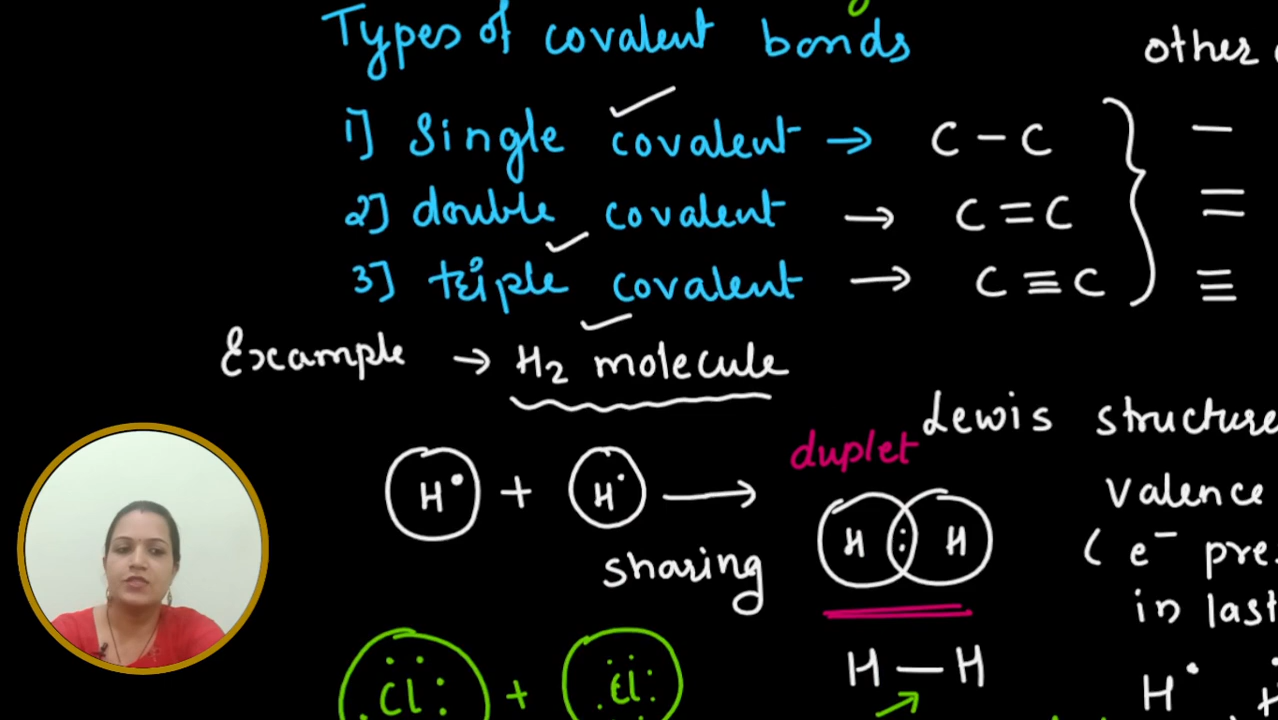 Types of covalent bonds
other
1] Single covalent → C - C } -
2] double covalent → C = C =
3] triple covalent → C ≡ C ≡
Example → H2 molecule
Lewis structure
duplet
H• + H• → H : H
sharing
H - H
Valence
( e⁻ pre
in last
Cl + Cl
H•